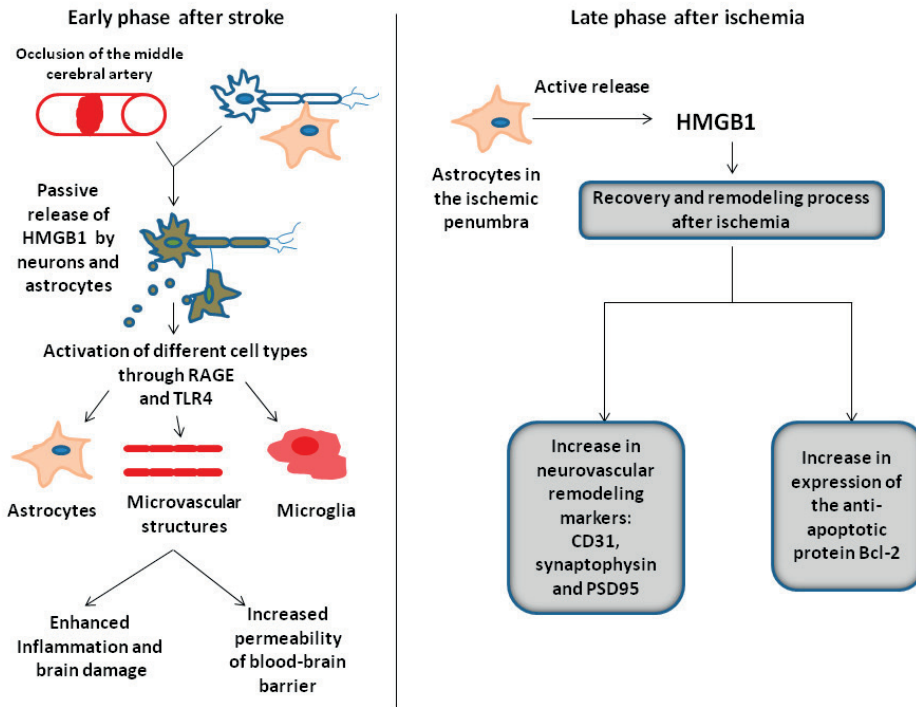 Early phase after stroke
Occlusion of the middle
cerebral artery
Passive
release of
HMGB1 by
neurons and
astrocytes
Activation of different cell types
through RAGE
and TLR4
Astrocytes
Microvascular
structures
Microglia
Enhanced
Inflammation and
brain damage
Increased
permeability
of blood-brain
barrier
Late phase after ischemia
Active release
HMGB1
Astrocytes in
the ischemic
penumbra
Recovery and remodeling process
after ischemia
Increase in
neurovascular
remodeling
markers:
CD31,
synaptophysin
and PSD95
Increase in
expression of
the anti-
apoptotic
protein Bcl-2